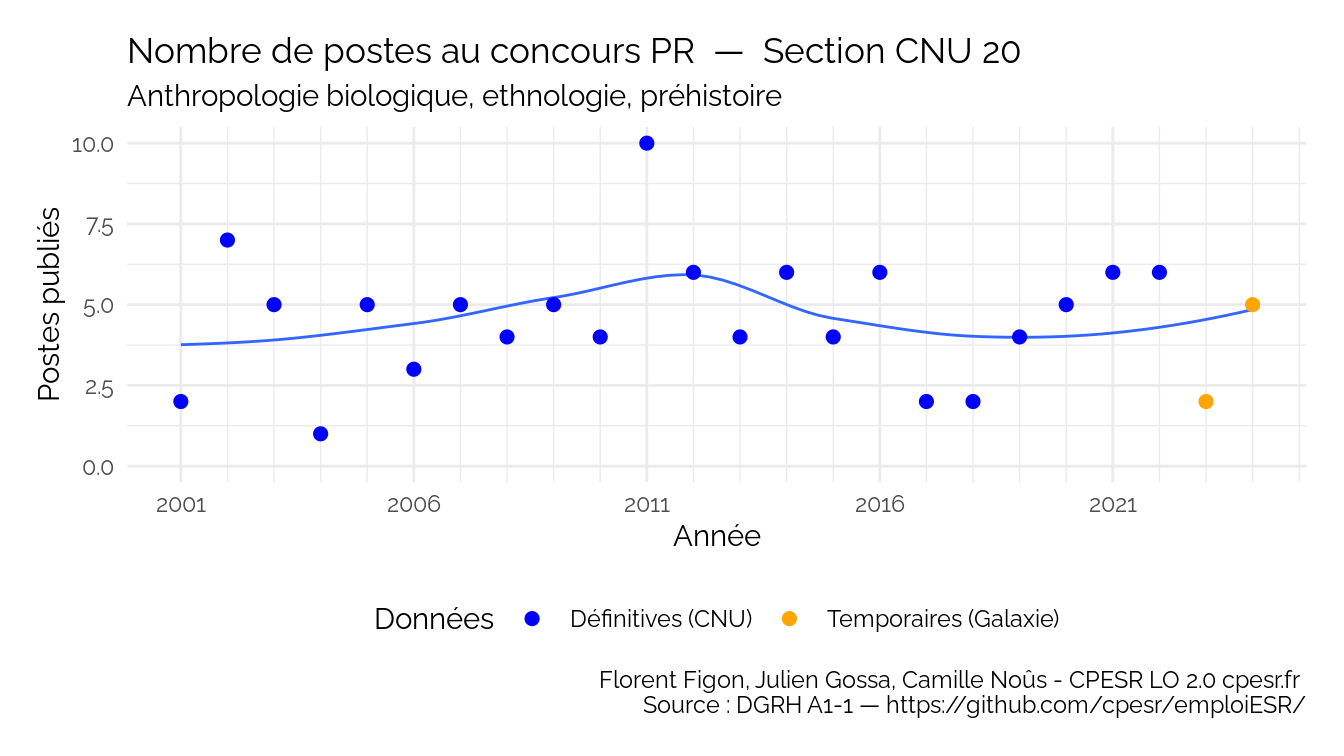 Nombre de postes au concours PR — Section CNU 20
Anthropologie biologique, ethnologie, préhistoire
Postes publiés
10.0
7.5
5.0
2.5
0.0
2001 2006 2011 2016 2021
Année
Données Définitives (CNU) Temporaires (Galaxie)
Florent Figon, Julien Gossa, Camille Noûs - CPESR LO 2.0 cpesr.fr
Source : DGRH A1-1 — https://github.com/cpesr/emploiESR/